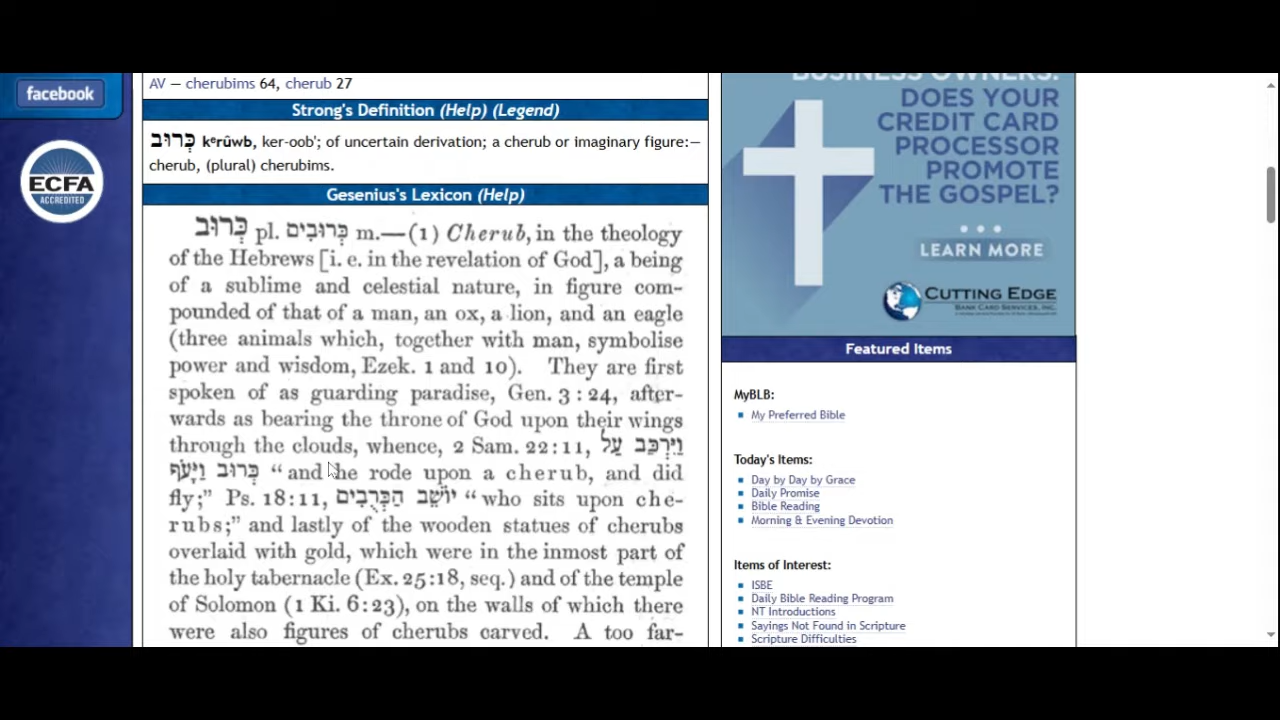 facebook
ECFA
ACCREDITED
AV — cherubims 64, cherub 27
Strong's Definition (Help) (Legend)
כְּרוּב kᵉrûwb, ker-oob'; of uncertain derivation; a cherub or imaginary figure:—
cherub, (plural) cherubims.
Gesenius's Lexicon (Help)
כְּרוּב pl. כְּרוּבִים m.—(1) Cherub, in the theology
of the Hebrews [i. e. in the revelation of God], a being
of a sublime and celestial nature, in figure com-
pounded of that of a man, an ox, a lion, and an eagle
(three animals which, together with man, symbolise
power and wisdom, Ezek. 1 and 10). They are first
spoken of as guarding paradise, Gen. 3:24, after-
wards as bearing the throne of God upon their wings
through the clouds, whence, 2 Sam. 22:11, וַיִּרְכַּב עַל
כְּרוּב וַיָּעֹף “and he rode upon a cherub, and did
fly;” Ps. 18:11, יוֹשֵׁב הַכְּרֻבִים “who sits upon che-
rubs;” and lastly of the wooden statues of cherubs
overlaid with gold, which were in the inmost part of
the holy tabernacle (Ex. 25:18, seq.) and of the temple
of Solomon (1 Ki. 6:23), on the walls of which there
were also figures of cherubs carved. A too far-
BUSINESS OWNERS:
DOES YOUR
CREDIT CARD
PROCESSOR
PROMOTE
THE GOSPEL?
LEARN MORE
CUTTING EDGE
BANK CARD SERVICES, INC.
Featured Items
MyBLB:
My Preferred Bible
Today's Items:
Day by Day by Grace
Daily Promise
Bible Reading
Morning & Evening Devotion
Items of Interest:
ISBE
Daily Bible Reading Program
NT Introductions
Sayings Not Found in Scripture
Scripture Difficulties